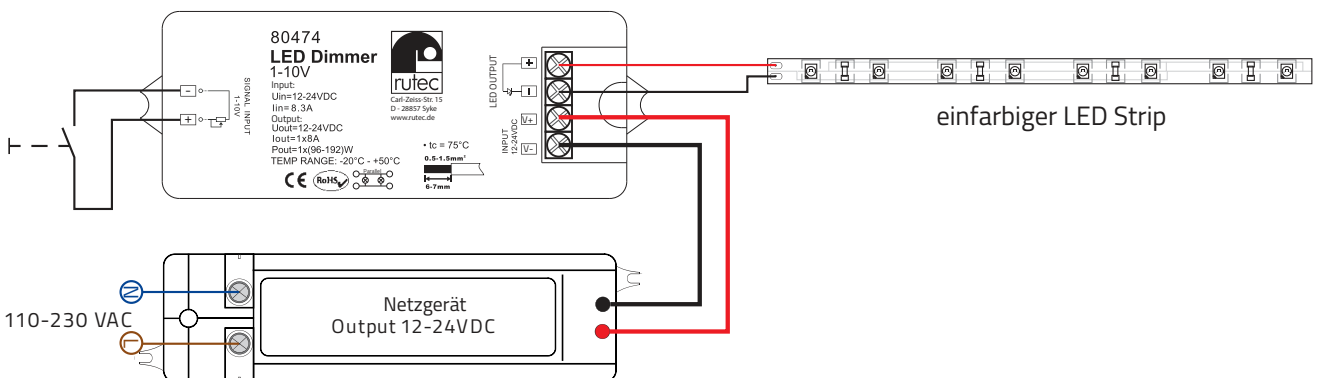 80474
LED Dimmer
1-10V
Input:
Uin=12-24VDC
Iin=8.3A
Output:
Uout=12-24VDC
Iout=1x8A
Pout=1x(96-192)W
TEMP RANGE: -20°C - +50°C
CE RoHS Parallel
rutec
Carl-Zeiss-Str. 15
D - 28857 Syke
www.rutec.de
• tc = 75°C
0.5-1.5mm²
6-7mm
SIGNAL INPUT
1-10V
-
+
LED OUTPUT
+
-
INPUT
12-24VDC
V+
V-
einfarbiger LED Strip
110-230 VAC
N
L
Netzgerät
Output 12-24VDC